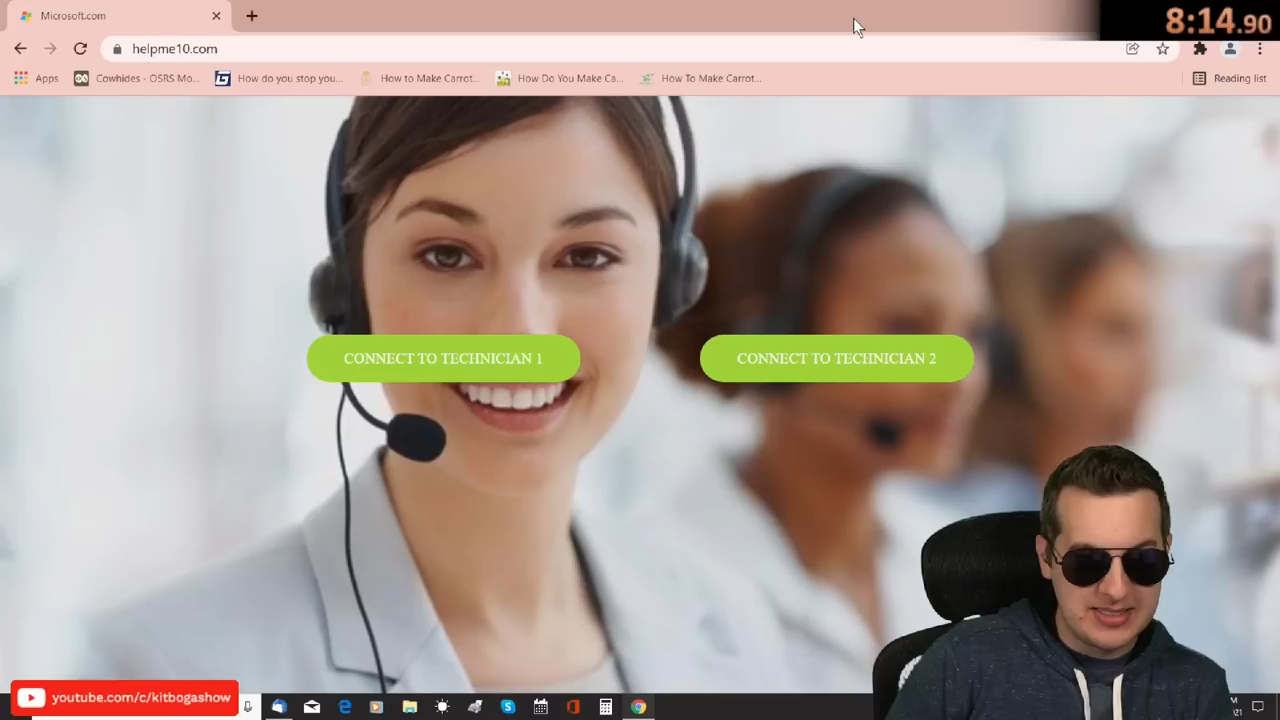 Microsoft.com
8:14.90
helpme10.com
Apps
Cowhides - OSRS Mo...
How do you stop you...
How to Make Carrot...
How Do You Make Ca...
How To Make Carrot...
Reading list
CONNECT TO TECHNICIAN 1
CONNECT TO TECHNICIAN 2
youtube.com/c/kitbogashow